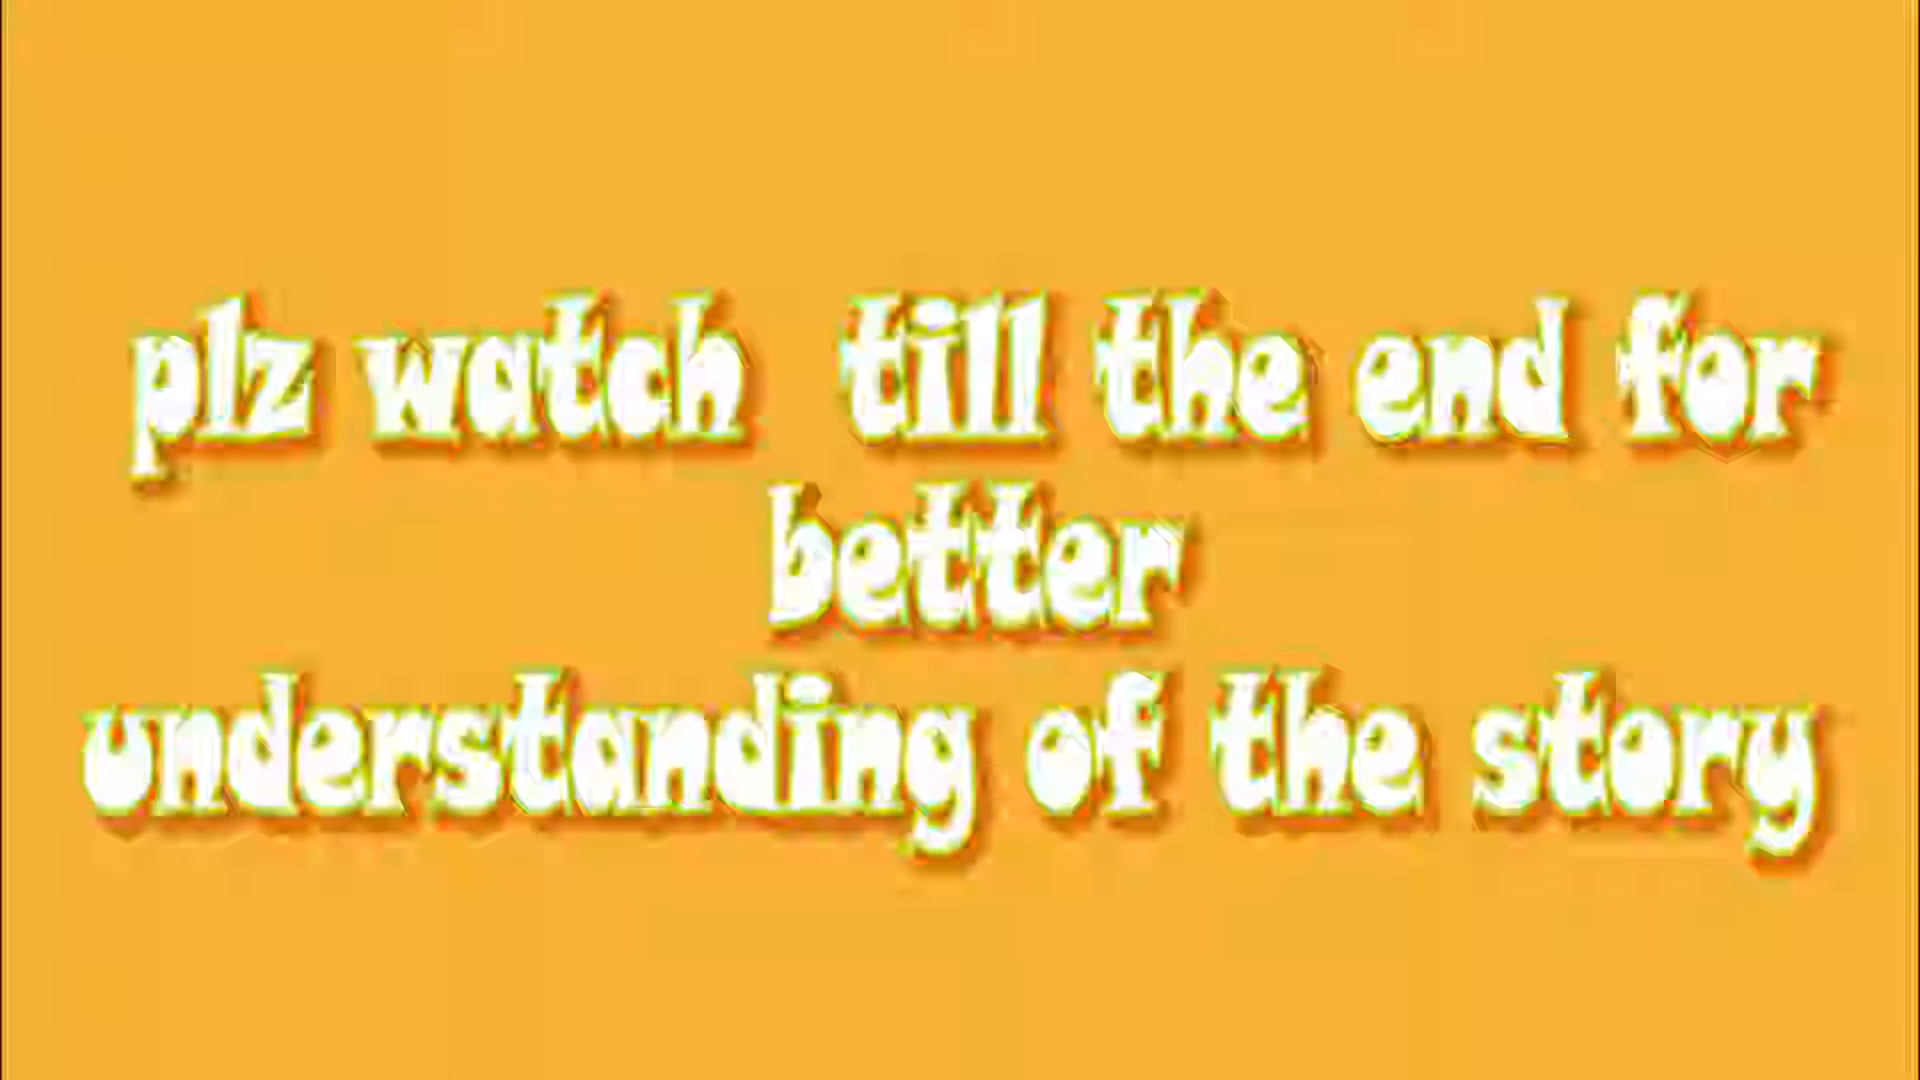 plz watch  till the end for
better
understanding of the story